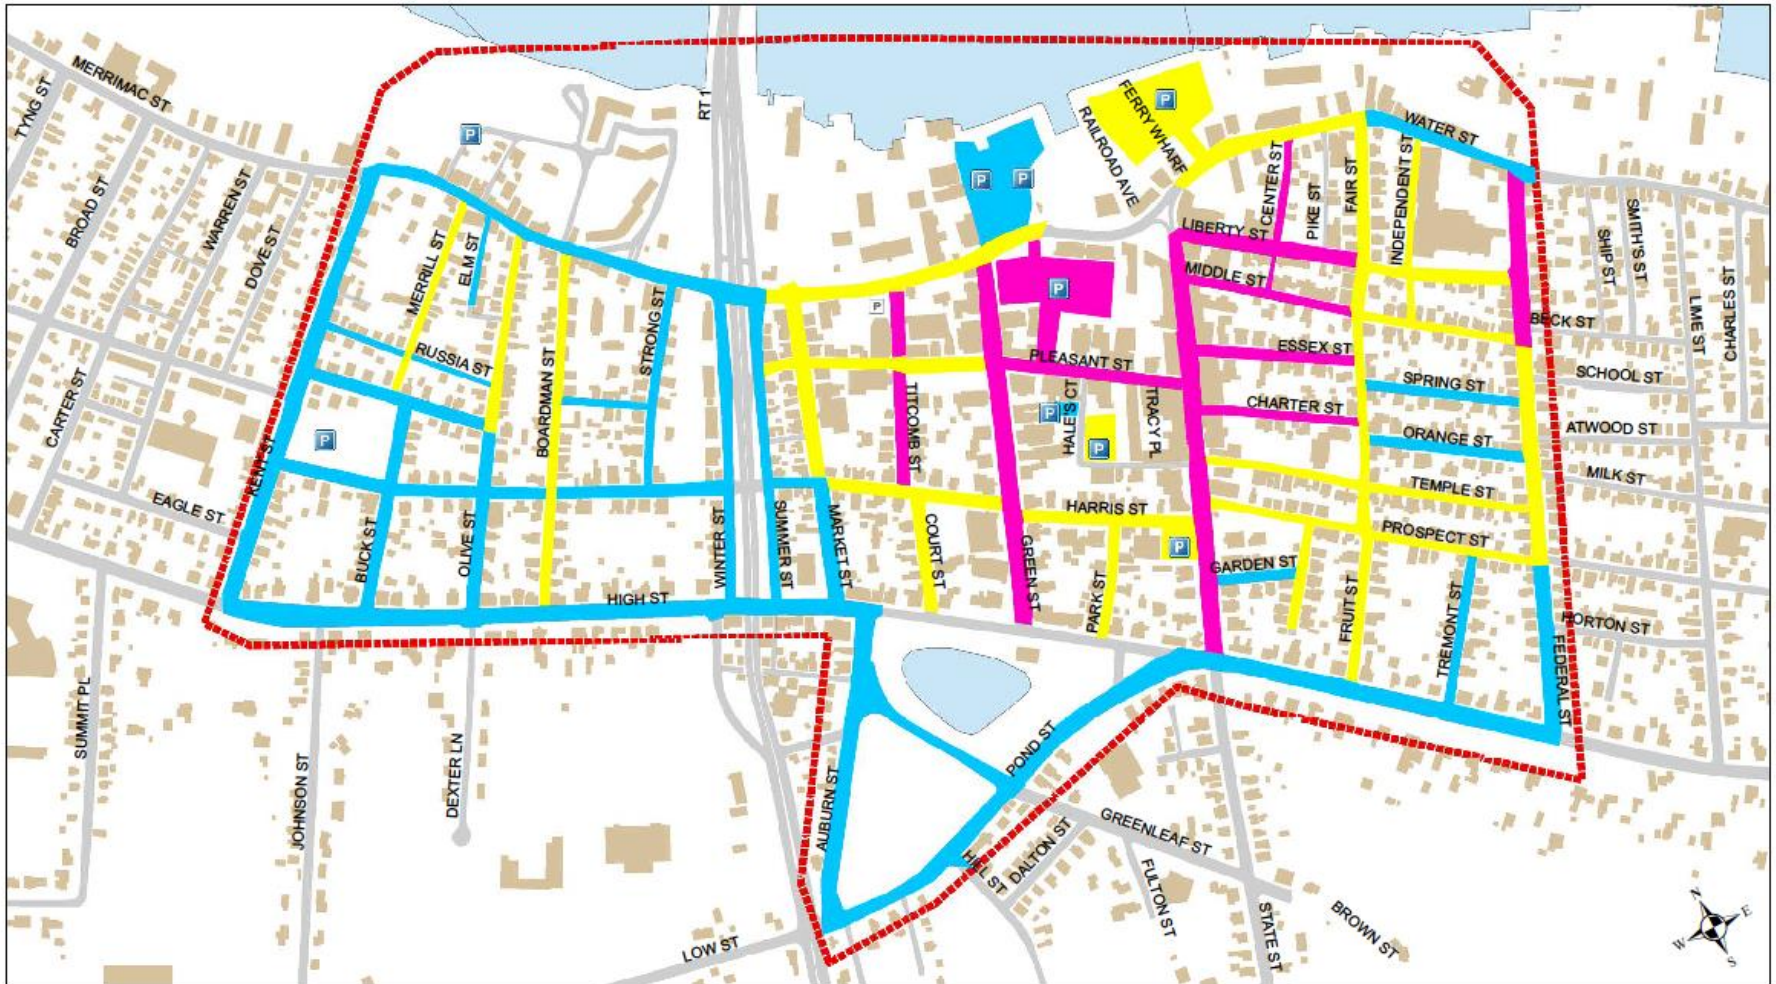 MERRIMAC ST
TYNG ST
BROAD ST
WARREN ST
DOVE ST
CARTER ST
EAGLE ST
KENT ST
SUMMIT PL
JOHNSON ST
DEXTER LN
P
P
MERRILL ST
ELM ST
RUSSIA ST
BOARDMAN ST
STRONG ST
BUCK ST
OLIVE ST
WINTER ST
SUMMER ST
MARKET ST
HIGH ST
RT 1
P
TITCOMB ST
COURT ST
GREEN ST
P
P
P
P
RAILROAD AVE
FERRY WHARF
PLEASANT ST
HALE'S CT
P
P
TRACY PL
HARRIS ST
P
PARK ST
LIBERTY ST
CENTER ST
PIKE ST
FAIR ST
INDEPENDENT ST
WATER ST
MIDDLE ST
ESSEX ST
CHARTER ST
SPRING ST
ORANGE ST
TEMPLE ST
PROSPECT ST
GARDEN ST
FRUIT ST
TREMONT ST
FEDERAL ST
HORTON ST
BECK ST
SCHOOL ST
ATWOOD ST
MILK ST
SHIP ST
SMITH'S ST
LIME ST
CHARLES ST
AUBURN ST
POND ST
HILL ST
DALTON ST
GREENLEAF ST
FULTON ST
STATE ST
BROWN ST
LOW ST
N
E
W
S